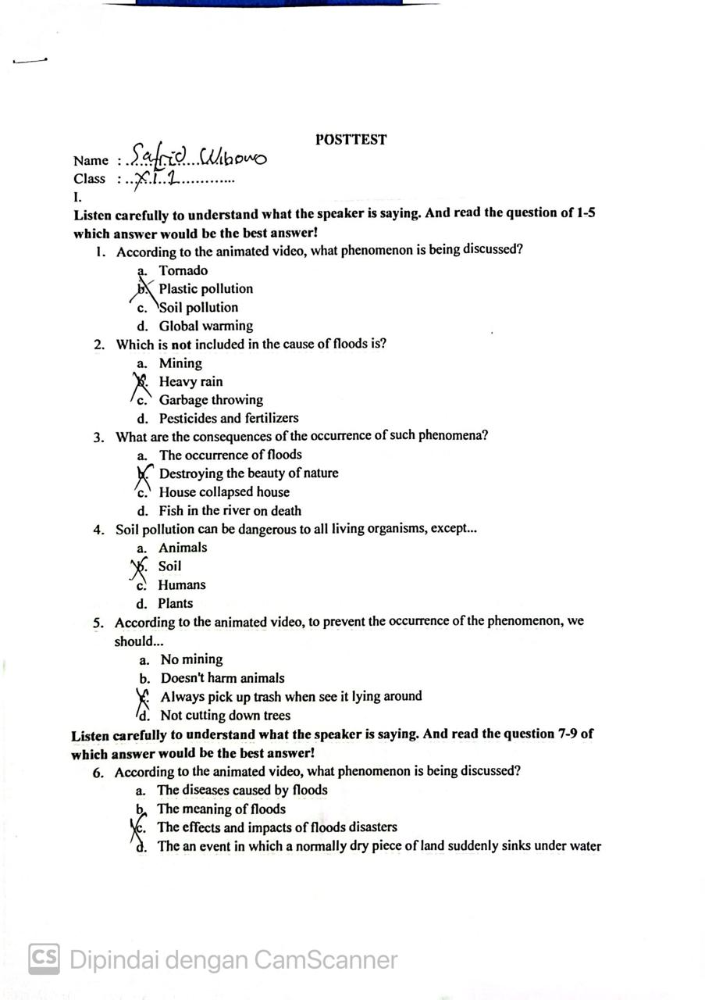 POSTTEST
Name : Safrid Wibowo
Class : XI.1
I.
Listen carefully to understand what the speaker is saying. And read the question of 1-5
which answer would be the best answer!
1. According to the animated video, what phenomenon is being discussed?
a. Tornado
b. Plastic pollution
c. Soil pollution
d. Global warming
2. Which is not included in the cause of floods is?
a. Mining
b. Heavy rain
c. Garbage throwing
d. Pesticides and fertilizers
3. What are the consequences of the occurrence of such phenomena?
a. The occurrence of floods
b. Destroying the beauty of nature
c. House collapsed house
d. Fish in the river on death
4. Soil pollution can be dangerous to all living organisms, except...
a. Animals
b. Soil
c. Humans
d. Plants
5. According to the animated video, to prevent the occurrence of the phenomenon, we
should...
a. No mining
b. Doesn't harm animals
c. Always pick up trash when see it lying around
d. Not cutting down trees
Listen carefully to understand what the speaker is saying. And read the question 7-9 of
which answer would be the best answer!
6. According to the animated video, what phenomenon is being discussed?
a. The diseases caused by floods
b. The meaning of floods
c. The effects and impacts of floods disasters
d. The an event in which a normally dry piece of land suddenly sinks under water
CS Dipindai dengan CamScanner